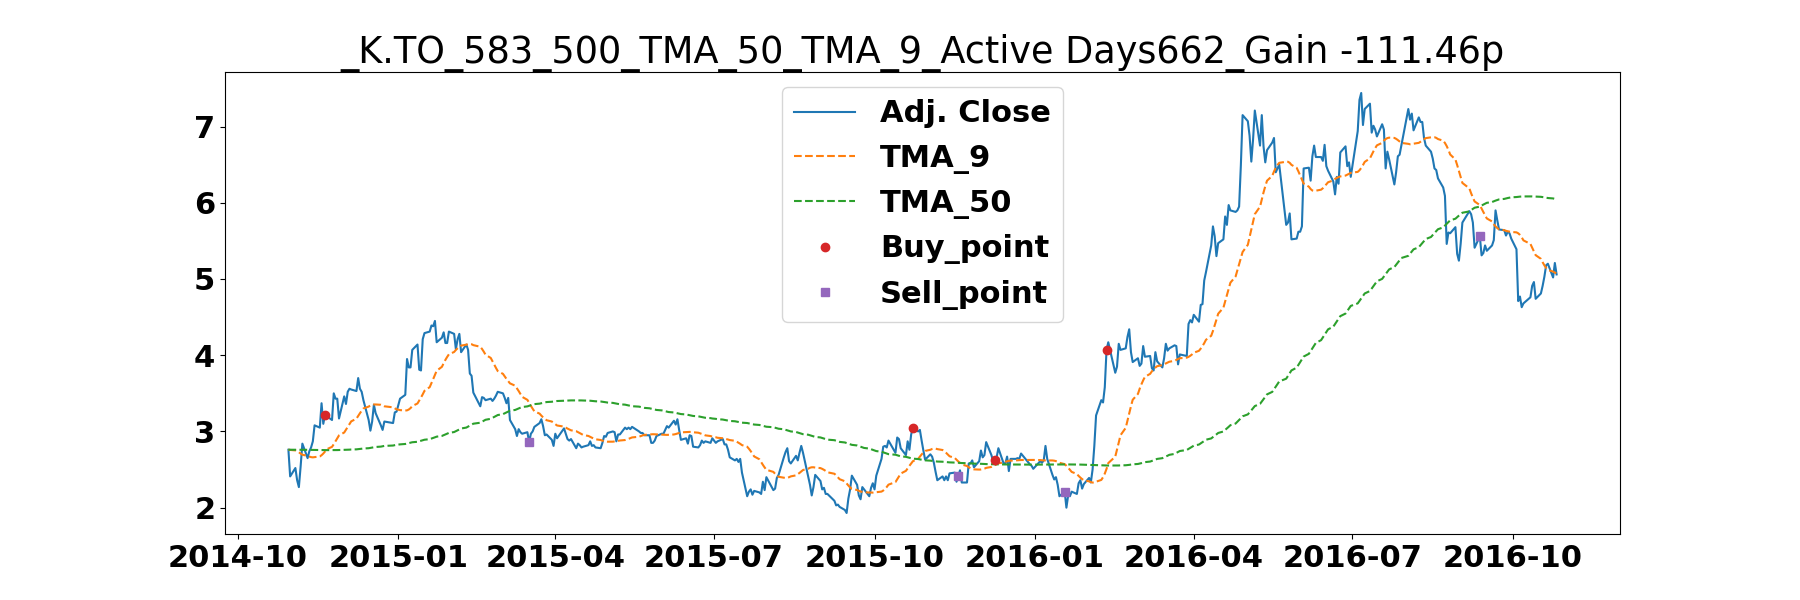 _K.TO_583_500_TMA_50_TMA_9_Active Days662_Gain -111.46p
Adj. Close
TMA_9
TMA_50
Buy_point
Sell_point
7
6
5
4
3
2
2014-10 2015-01 2015-04 2015-07 2015-10 2016-01 2016-04 2016-07 2016-10